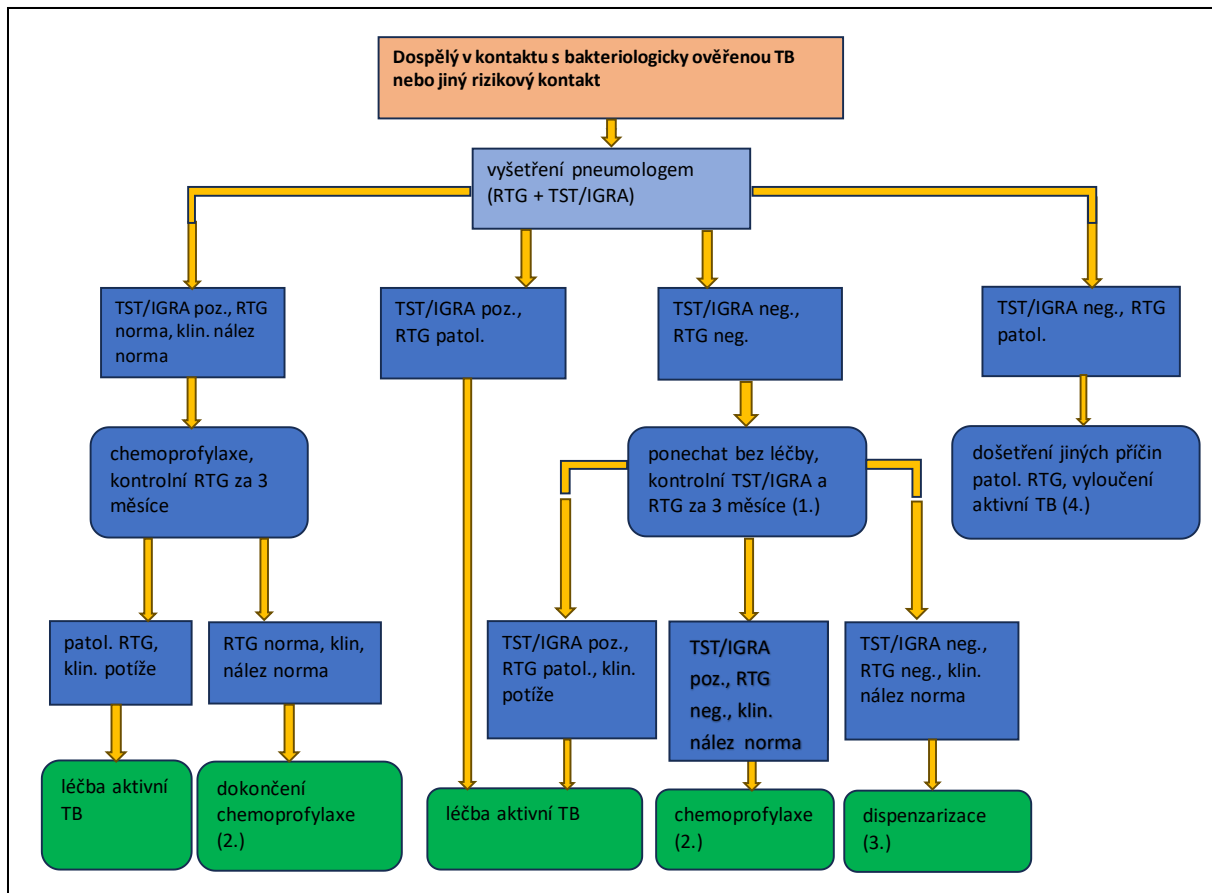 Dospělý v kontaktu s bakteriologicky ověřenou TB
nebo jiný rizikový kontakt
vyšetření pneumologem
(RTG + TST/IGRA)
TST/IGRA poz., RTG
norma, klin. nález
norma
TST/IGRA poz.,
RTG patol.
TST/IGRA neg.,
RTG neg.
TST/IGRA neg., RTG
patol.
chemoprofylaxe,
kontrolní RTG za 3
měsíce
ponechat bez léčby,
kontrolní TST/IGRA a
RTG za 3 měsíce (1.)
došetření jiných příčin
patol. RTG, vyloučení
aktivní TB (4.)
patol. RTG,
klin. potíže
RTG norma, klin,
nález norma
TST/IGRA poz.,
RTG patol., klin.
potíže
TST/IGRA
poz., RTG
neg., klin.
nález norma
TST/IGRA neg.,
RTG neg., klin.
nález norma
léčba aktivní
TB
dokončení
chemoprofylaxe
(2.)
léčba aktivní TB
chemoprofylaxe
(2.)
dispenzarizace
(3.)